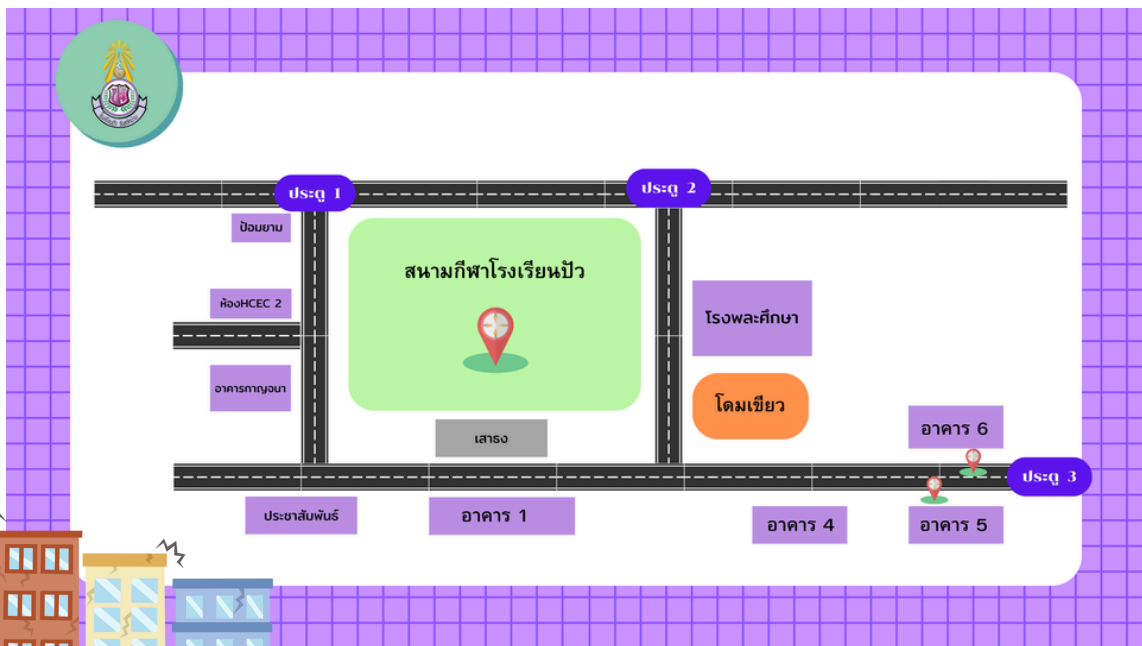 ประตู 1
ประตู 2
ป้อมยาม
สนามกีฬาโรงเรียนปัว
ห้องHCEC 2
โรงพละศึกษา
อาคารกาญจนา
โดมเขียว
เสาธง
อาคาร 6
ประตู 3
ประชาสัมพันธ์
อาคาร 1
อาคาร 4
อาคาร 5